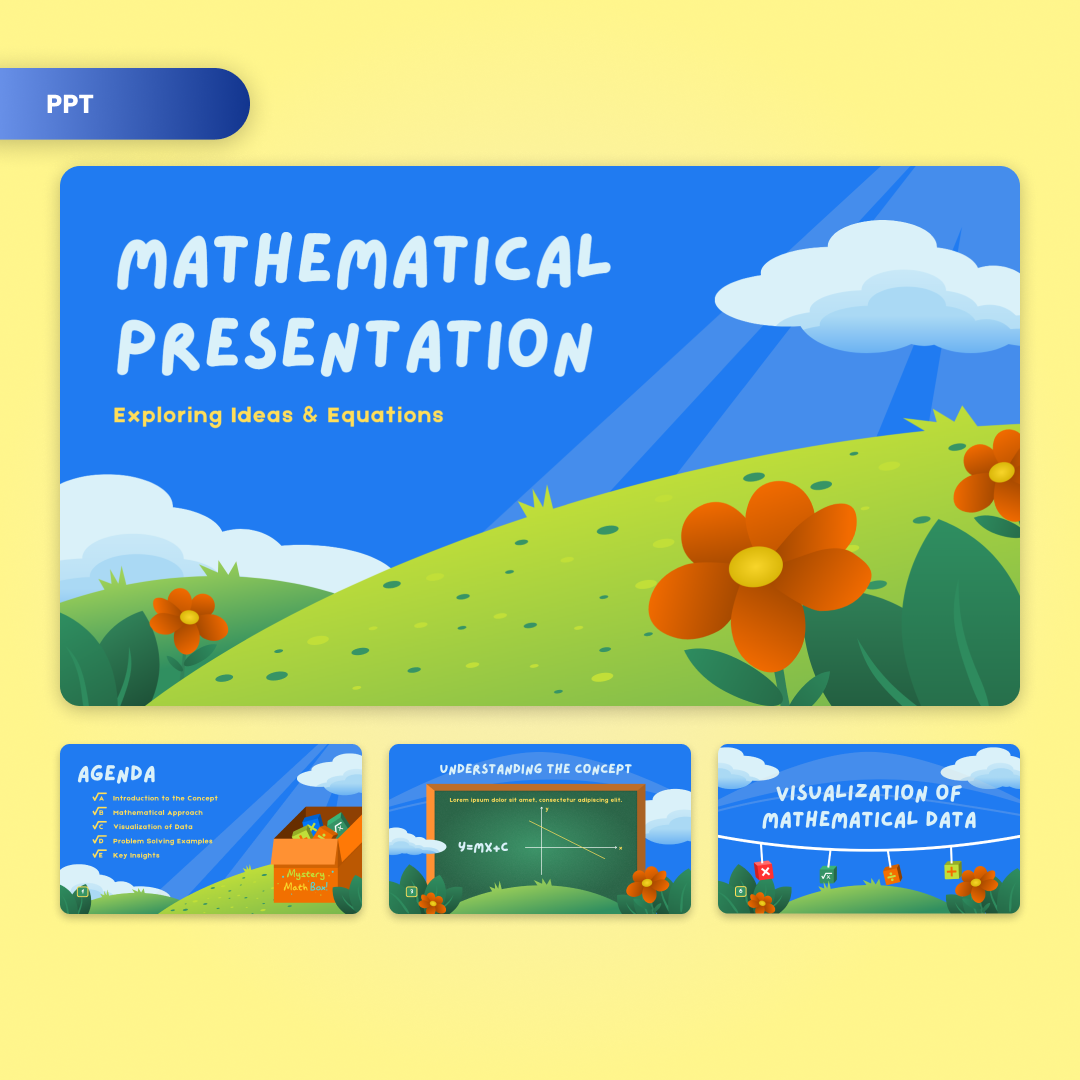 PPT
MATHEMATICAL
PRESENTATION
Exploring Ideas & Equations
AGENDA
√A Introduction to the Concept
√B Mathematical Approach
√C Visualization of Data
√D Problem Solving Examples
√E Key Insights
Mystery
Math Box!
UNDERSTANDING THE CONCEPT
Lorem ipsum dolor sit amet, consectetur adipiscing elit.
y
y=mx+c
x
VISUALIZATION OF
MATHEMATICAL DATA